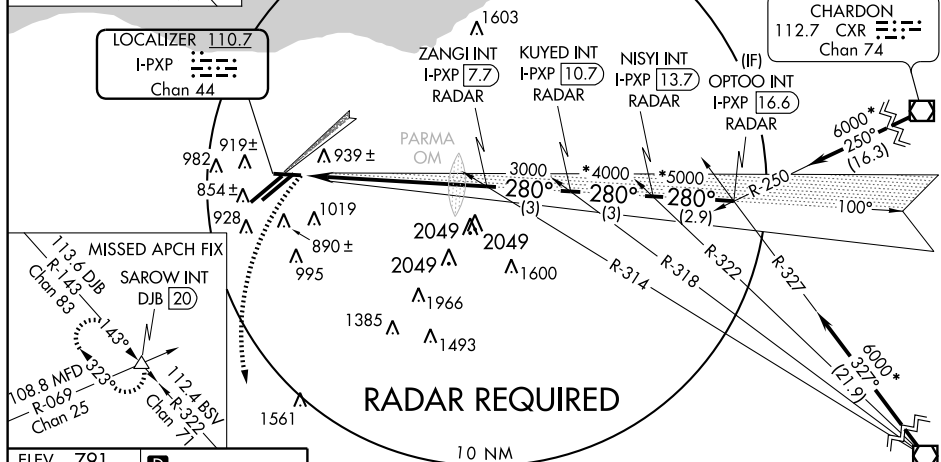 LOCALIZER 110.7
I-PXP
Chan 44
1603
CHARDON
112.7 CXR
Chan 74
ZANGI INT
I-PXP 7.7
RADAR
KUYED INT
I-PXP 10.7
RADAR
NISYI INT
I-PXP 13.7
RADAR
(IF)
OPTOO INT
I-PXP 16.6
RADAR
6000*
250°
(16.3)
R-250
PARMA
OM
982
919±
939±
854±
928
1019
890±
995
3000
*4000
*5000
280°
280°
280°
(3)
(3)
(2.9)
100°
2049
2049
2049
1600
1966
1385
1493
1561
R-314
R-318
R-322
R-327
6000*
327°
(21.9)
MISSED APCH FIX
SAROW INT
DJB 20
113.6 DJB
R-143
Chan 83
143°
323°
108.8 MFD
R-069
Chan 25
112.4 BSV
R-322
Chan 71
RADAR REQUIRED
10 NM
ELEV 791
D